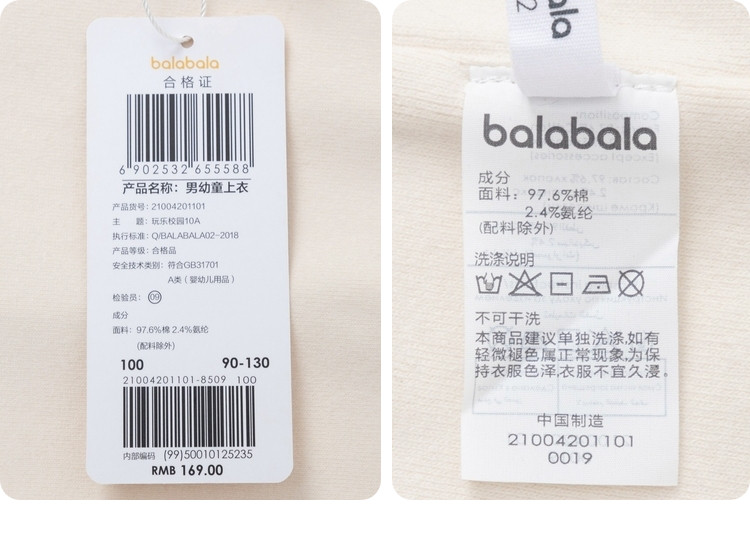 balabala
合格证
6 902532 655588
产品名称：男幼童上衣
产品货号：21004201101
主　　题：玩乐校园10A
执行标准：Q/BALABALA02-2018
产品等级：合格品
安全技术类别：符合GB31701
A类（婴幼儿用品）
检验员：09
成分
面料：97.6%棉 2.4%氨纶
(配料除外)
100 90-130
21004201101-8509 100
内部编码 (99)50010125235
RMB 169.00
balabala
成分
面料：97.6%棉
2.4%氨纶
(配料除外)
洗涤说明
不可干洗
本商品建议单独洗涤,如有
轻微褪色属正常现象,为保
持衣服色泽,衣服不宜久浸。
中国制造
21004201101
0019